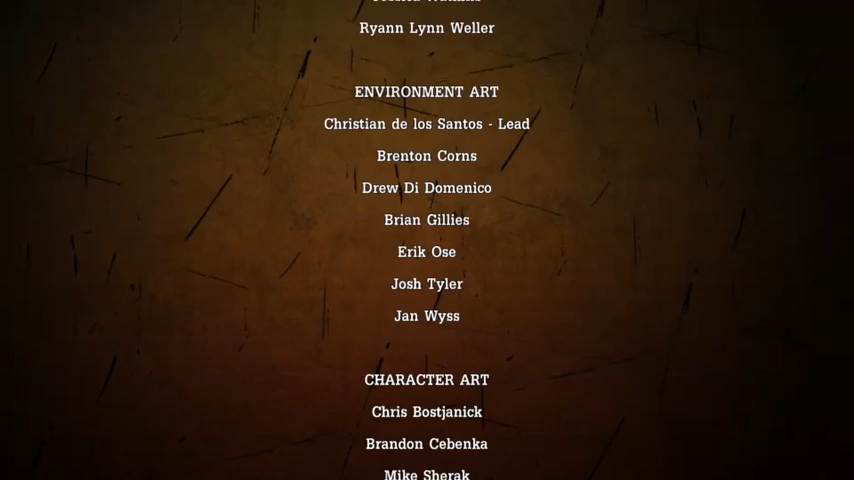 Ryann Lynn Weller
ENVIRONMENT ART
Christian de los Santos - Lead
Brenton Corns
Drew Di Domenico
Brian Gillies
Erik Ose
Josh Tyler
Jan Wyss
CHARACTER ART
Chris Bostjanick
Brandon Cebenka
Mike Sherak